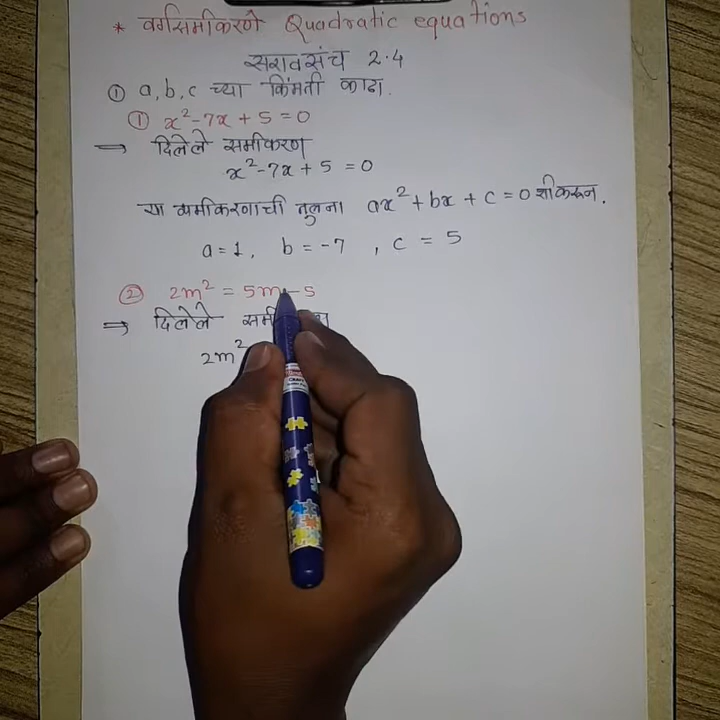 * वर्गसमीकरणे Quadratic equations
सरावसंच 2.4
① a, b, c च्या किंमती काढा.
① x² - 7x + 5 = 0
⇒ दिलेले समीकरण
x² - 7x + 5 = 0
या समीकरणाची तुलना ax² + bx + c = 0 शी करून.
a = 1, b = -7, c = 5
② 2m² = 5m - 5
⇒ दिलेले
2m²